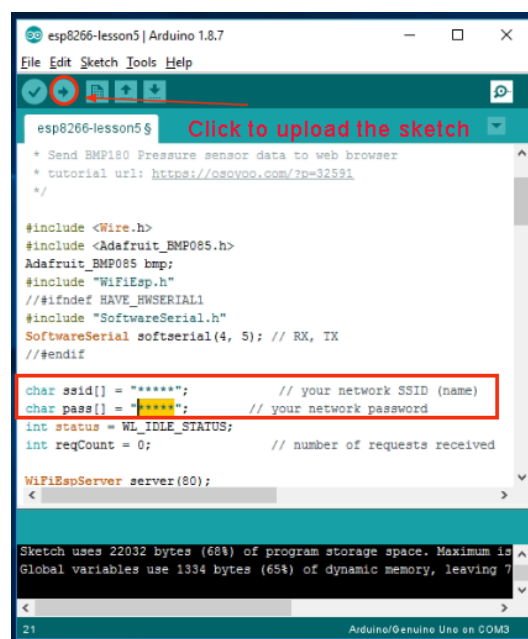 esp8266-lesson5 | Arduino 1.8.7
File Edit Sketch Tools Help
esp8266-lesson5 §
Click to upload the sketch
* Send BMP180 Pressure sensor data to web browser
* tutorial url: https://osoyoo.com/?p=32591
*/
#include <Wire.h>
#include <Adafruit_BMP085.h>
Adafruit_BMP085 bmp;
#include "WiFiEsp.h"
//#ifndef HAVE_HWSERIAL1
#include "SoftwareSerial.h"
SoftwareSerial softserial(4, 5); // RX, TX
//#endif
char ssid[] = "*****"; // your network SSID (name)
char pass[] = "*****"; // your network password
int status = WL_IDLE_STATUS;
int reqCount = 0; // number of requests received
WiFiEspServer server(80);
Sketch uses 22032 bytes (68%) of program storage space. Maximum is
Global variables use 1334 bytes (65%) of dynamic memory, leaving 7
21 Arduino/Genuino Uno on COM3